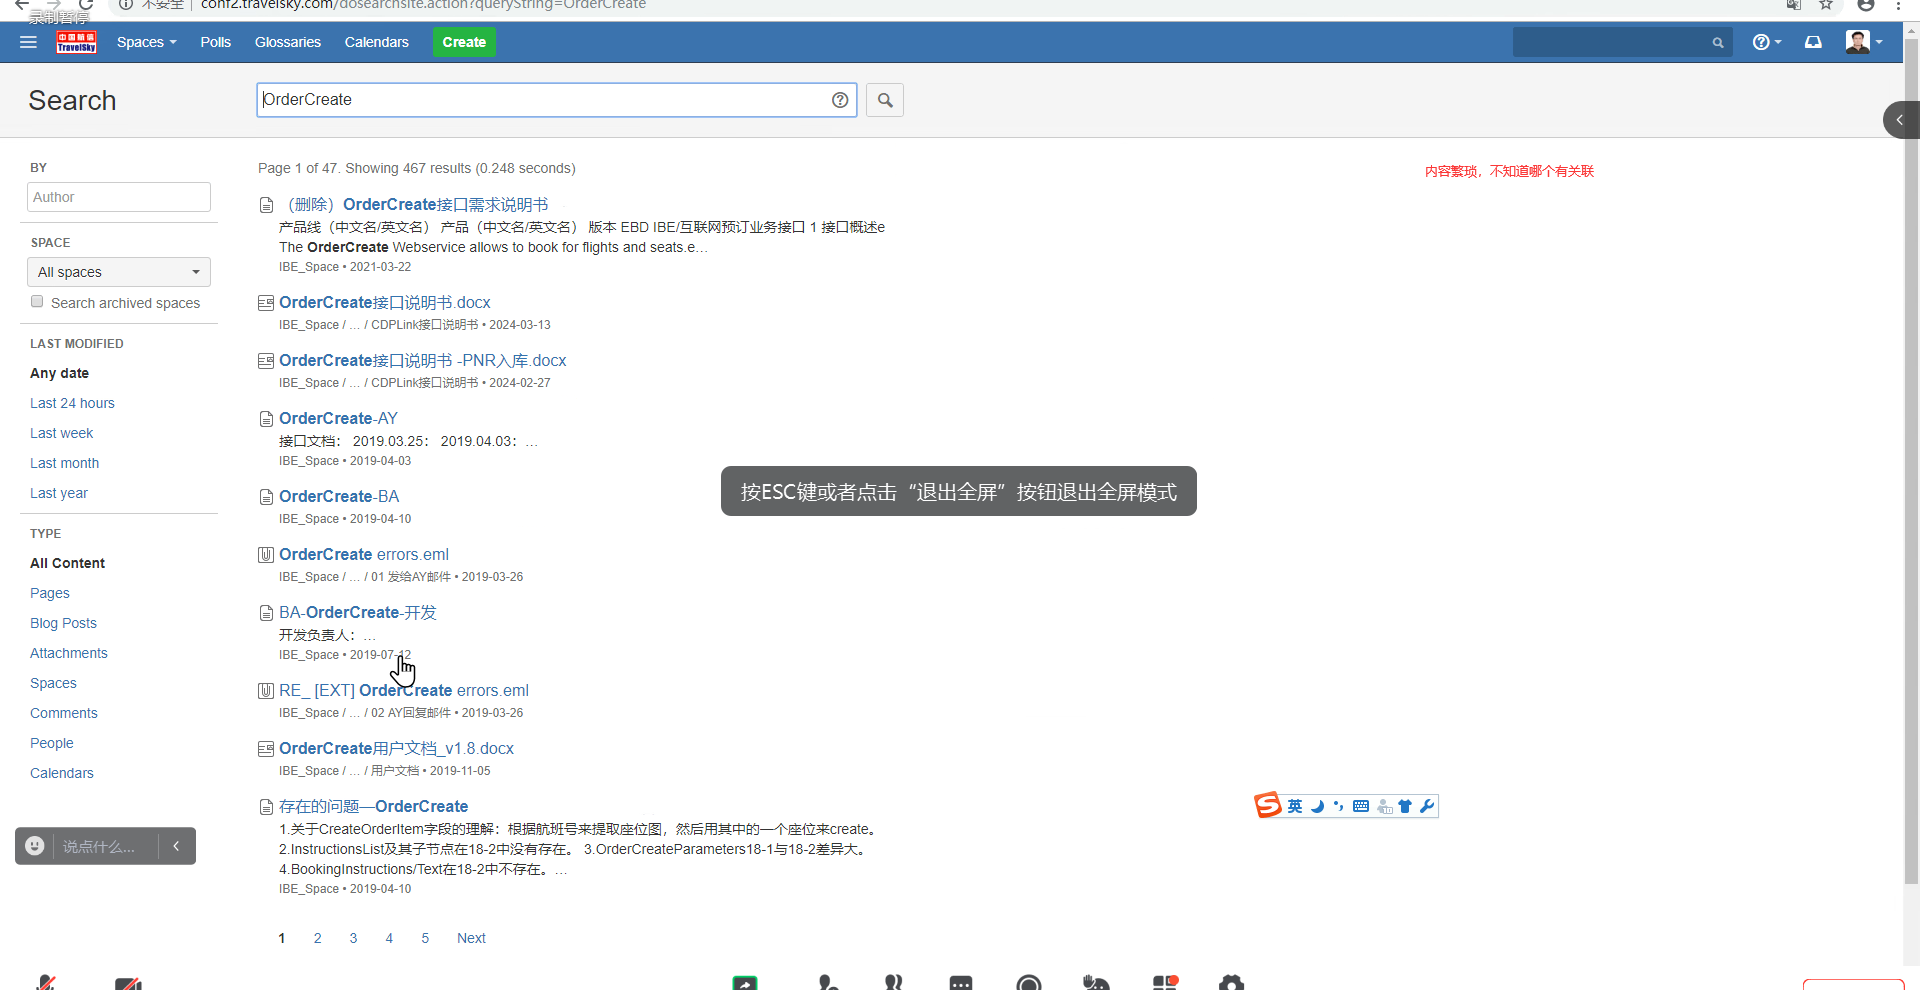 不安全 conf2.travelsky.com/dosearchsite.action?queryString=OrderCreate
录制暂停
中国航信
TravelSky
Spaces
Polls
Glossaries
Calendars
Create
Search
OrderCreate
BY
Author
SPACE
All spaces
Search archived spaces
LAST MODIFIED
Any date
Last 24 hours
Last week
Last month
Last year
TYPE
All Content
Pages
Blog Posts
Attachments
Spaces
Comments
People
Calendars
Page 1 of 47. Showing 467 results (0.248 seconds)
内容繁琐，不知道哪个有关联
（删除）OrderCreate接口需求说明书
产品线（中文名/英文名） 产品（中文名/英文名） 版本 EBD IBE/互联网预订业务接口 1 接口概述e
The OrderCreate Webservice allows to book for flights and seats.e…
IBE_Space • 2021-03-22
OrderCreate接口说明书.docx
IBE_Space / … / CDPLink接口说明书 • 2024-03-13
OrderCreate接口说明书 -PNR入库.docx
IBE_Space / … / CDPLink接口说明书 • 2024-02-27
OrderCreate-AY
接口文档： 2019.03.25： 2019.04.03：…
IBE_Space • 2019-04-03
按ESC键或者点击“退出全屏”按钮退出全屏模式
OrderCreate-BA
IBE_Space • 2019-04-10
OrderCreate errors.eml
IBE_Space / … / 01 发给AY邮件 • 2019-03-26
BA-OrderCreate-开发
开发负责人：…
IBE_Space • 2019-07-12
RE_ [EXT] OrderCreate errors.eml
IBE_Space / … / 02 AY回复邮件 • 2019-03-26
OrderCreate用户文档_v1.8.docx
IBE_Space / … / 用户文档 • 2019-11-05
存在的问题—OrderCreate
1.关于CreateOrderItem字段的理解：根据航班号来提取座位图，然后用其中的一个座位来create。
2.InstructionsList及其子节点在18-2中没有存在。 3.OrderCreateParameters18-1与18-2差异大。
4.BookingInstructions/Text在18-2中不存在。…
IBE_Space • 2019-04-10
英
说点什么...
1 2 3 4 5 Next